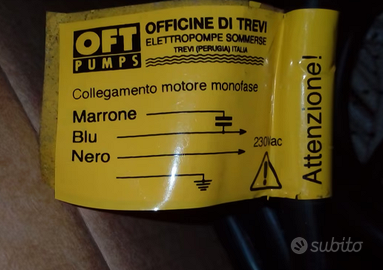 OFT
PUMPS
OFFICINE DI TREVI
ELETTROPOMPE SOMMERSE
TREVI (PERUGIA) ITALIA
Collegamento motore monofase
Marrone
Blu
Nero
230Vac
Attenzione!
subito